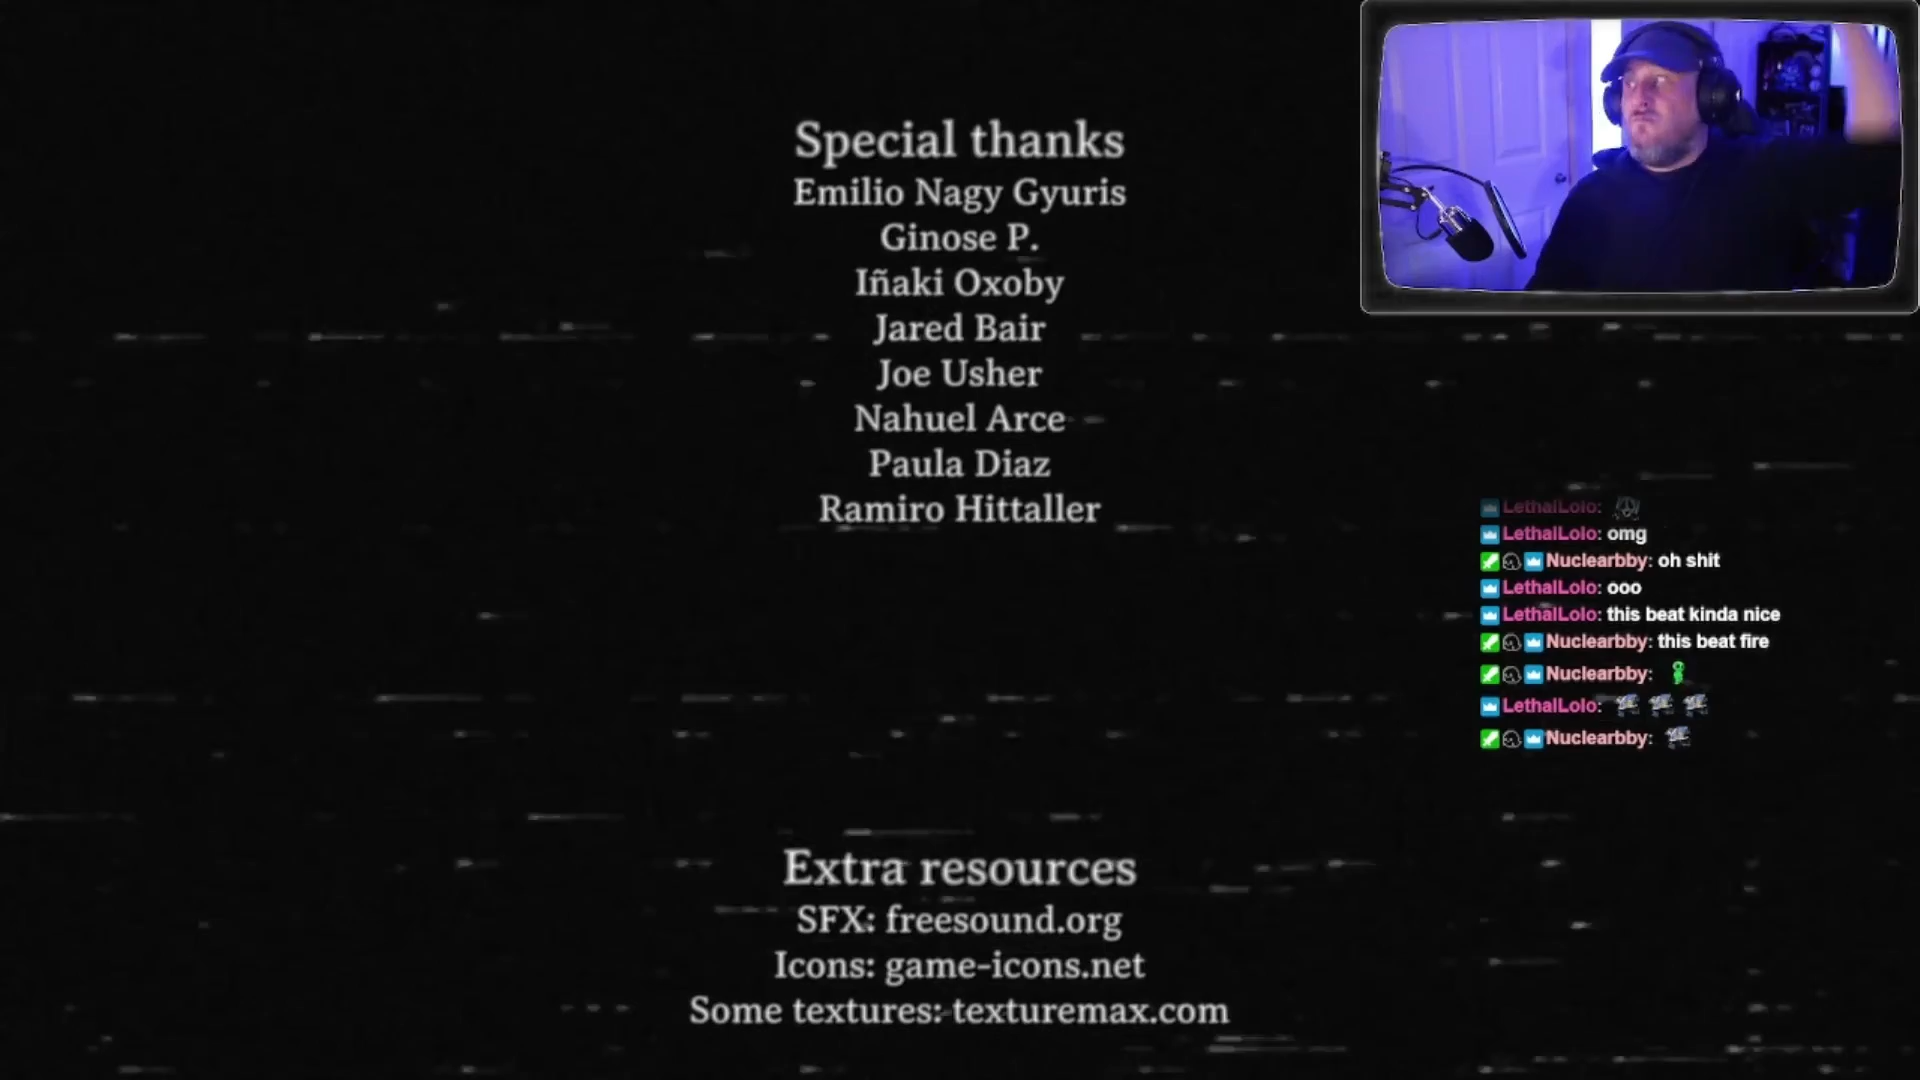 Special thanks
Emilio Nagy Gyuris
Ginose P.
Iñaki Oxoby
Jared Bair
Joe Usher
Nahuel Arce
Paula Diaz
Ramiro Hittaller
Extra resources
SFX: freesound.org
Icons: game-icons.net
Some textures: texturemax.com
LethalLolo:
LethalLolo: omg
Nuclearbby: oh shit
LethalLolo: ooo
LethalLolo: this beat kinda nice
Nuclearbby: this beat fire
Nuclearbby:
LethalLolo:
Nuclearbby: